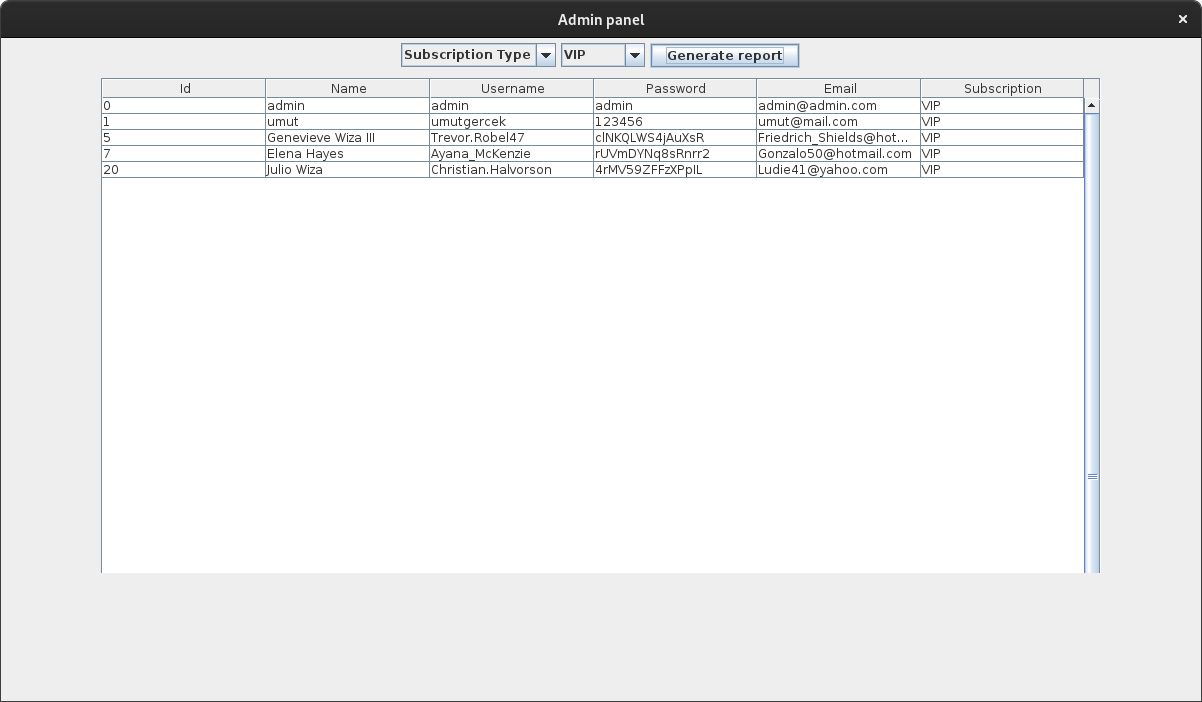 Admin panel
Subscription Type VIP Generate report
Id Name Username Password Email Subscription
0 admin admin admin admin@admin.com VIP
1 umut umutgercek 123456 umut@mail.com VIP
5 Genevieve Wiza III Trevor.Robel47 clNKQLWS4jAuXsR Friedrich_Shields@hot... VIP
7 Elena Hayes Ayana_McKenzie rUVmDYNq8sRnrr2 Gonzalo50@hotmail.com VIP
20 Julio Wiza Christian.Halvorson 4rMV59ZFFzXPpIL Ludie41@yahoo.com VIP